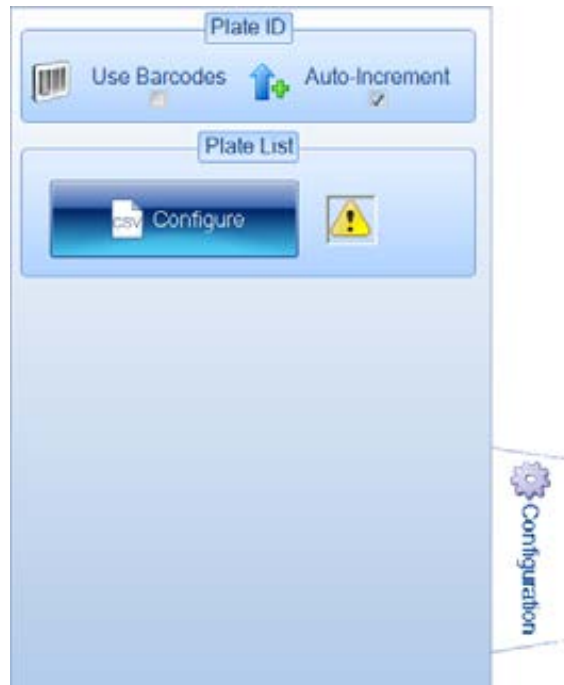 Plate ID
Use Barcodes Auto-Increment
Plate List
CSV Configure
Configuration